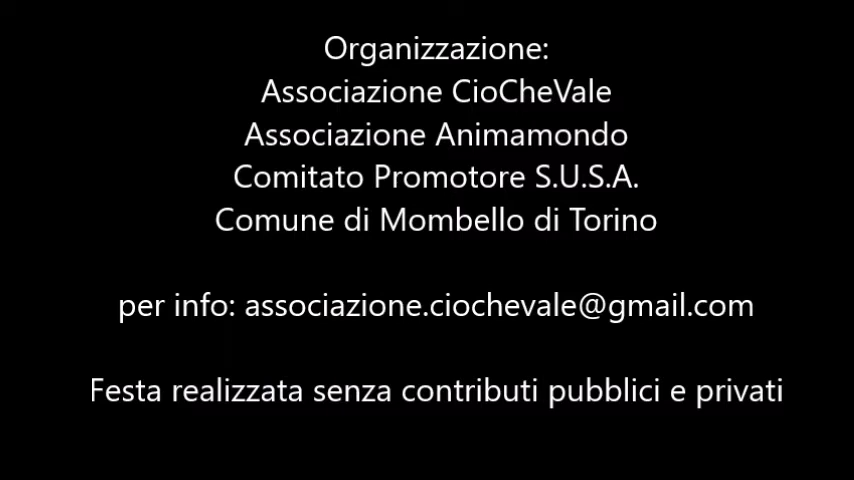 Organizzazione:
Associazione CioCheVale
Associazione Animamondo
Comitato Promotore S.U.S.A.
Comune di Mombello di Torino
per info: associazione.ciochevale@gmail.com
Festa realizzata senza contributi pubblici e privati